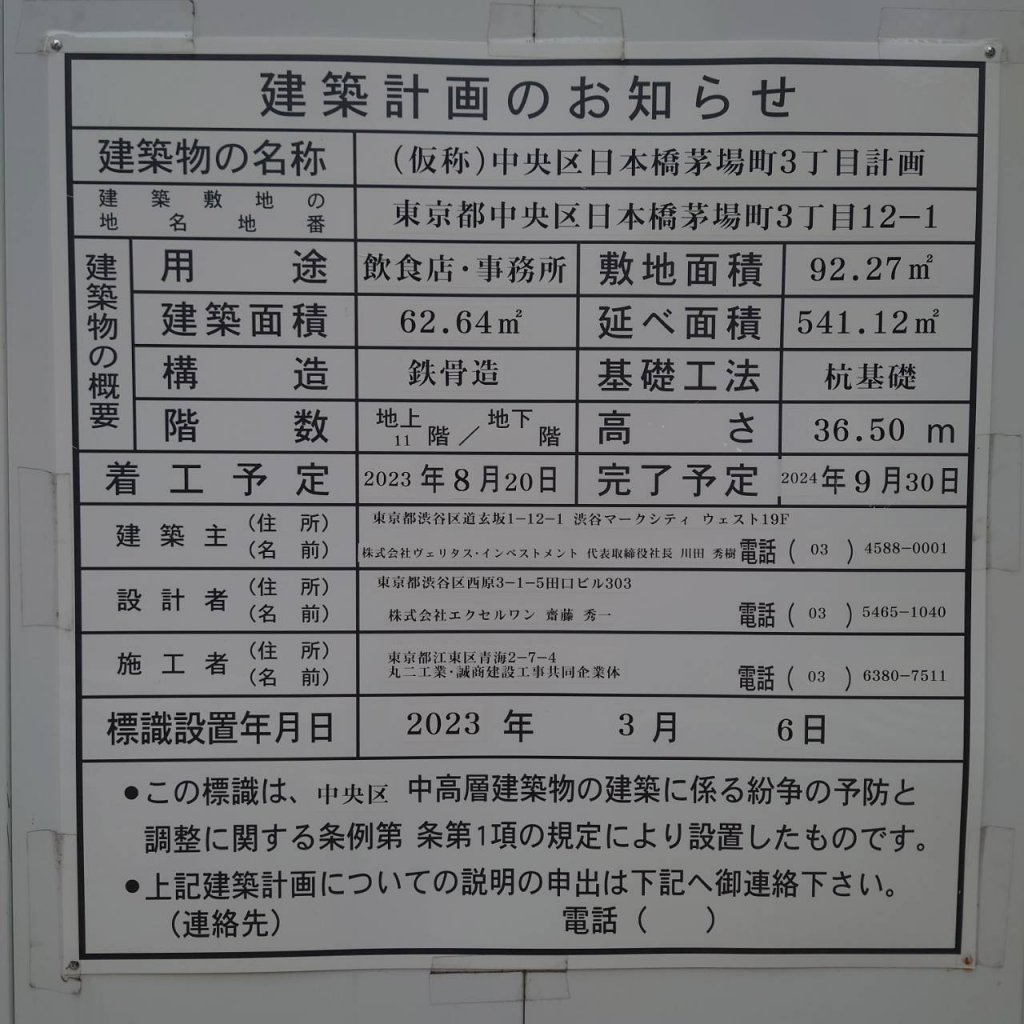 建築計画のお知らせ
建築物の名称 (仮称)中央区日本橋茅場町3丁目計画
建築敷地の
地名地番 東京都中央区日本橋茅場町3丁目12-1
建築物の概要
用途 飲食店・事務所 敷地面積 92.27㎡
建築面積 62.64㎡ 延べ面積 541.12㎡
構造 鉄骨造 基礎工法 杭基礎
階数 地上11階/地下 階 高さ 36.50 m
着工予定 2023年8月20日 完了予定 2024年9月30日
建築主 (住所) 東京都渋谷区道玄坂1-12-1 渋谷マークシティ ウェスト19F
(名前) 株式会社ヴェリタス・インベストメント 代表取締役社長 川田 秀樹 電話( 03 ) 4588-0001
設計者 (住所) 東京都渋谷区西原3-1-5田口ビル303
(名前) 株式会社エクセルワン 齋藤 秀一 電話( 03 ) 5465-1040
施工者 (住所) 東京都江東区青海2-7-4
(名前) 丸二工業・誠商建設工事共同企業休 電話( 03 ) 6380-7511
標識設置年月日 2023 年 3 月 6日
●この標識は、中央区 中高層建築物の建築に係る紛争の予防と
調整に関する条例第 条第1項の規定により設置したものです。
●上記建築計画についての説明の申出は下記へ御連絡下さい。
(連絡先) 電話( )